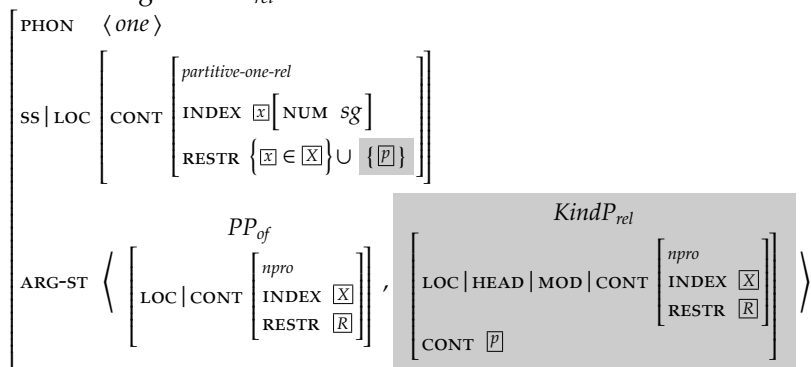 rel
PHON ⟨one⟩
SS|LOC [CONT [partitive-one-rel
INDEX [x][NUM sg]
RESTR {[x] ∈ [X]} ∪ {[p]}]]
PP_of KindP_rel
ARG-ST ⟨ [LOC|CONT [npro
INDEX [X]
RESTR [R]]] , [LOC|HEAD|MOD|CONT [npro
INDEX [X]
RESTR [R]]
CONT [p]] ⟩